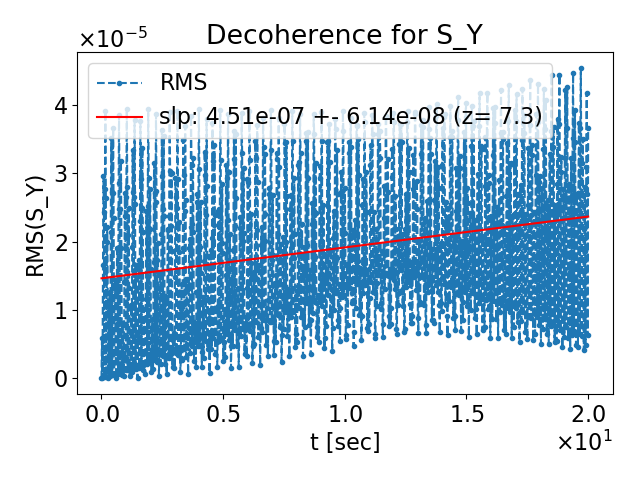 Decoherence for S_Y
×10⁻⁵
RMS
slp: 4.51e-07 +- 6.14e-08 (z= 7.3)
4
3
2
1
0
RMS(S_Y)
0.0 0.5 1.0 1.5 2.0
t [sec]
×10¹